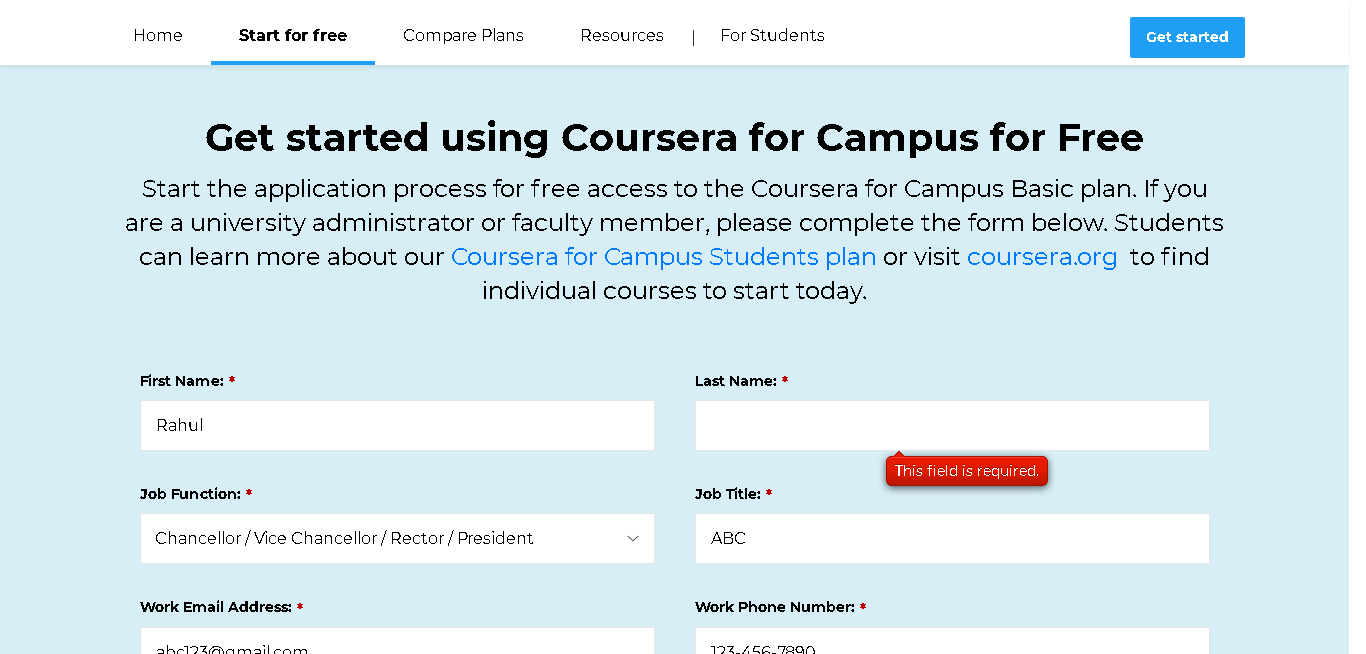 Home Start for free Compare Plans Resources | For Students Get started
Get started using Coursera for Campus for Free
Start the application process for free access to the Coursera for Campus Basic plan. If you
are a university administrator or faculty member, please complete the form below. Students
can learn more about our Coursera for Campus Students plan or visit coursera.org to find
individual courses to start today.
First Name: * Last Name: *
Rahul
This field is required.
Job Function: * Job Title: *
Chancellor / Vice Chancellor / Rector / President ABC
Work Email Address: * Work Phone Number: *
abc123@gmail.com 123-456-7890